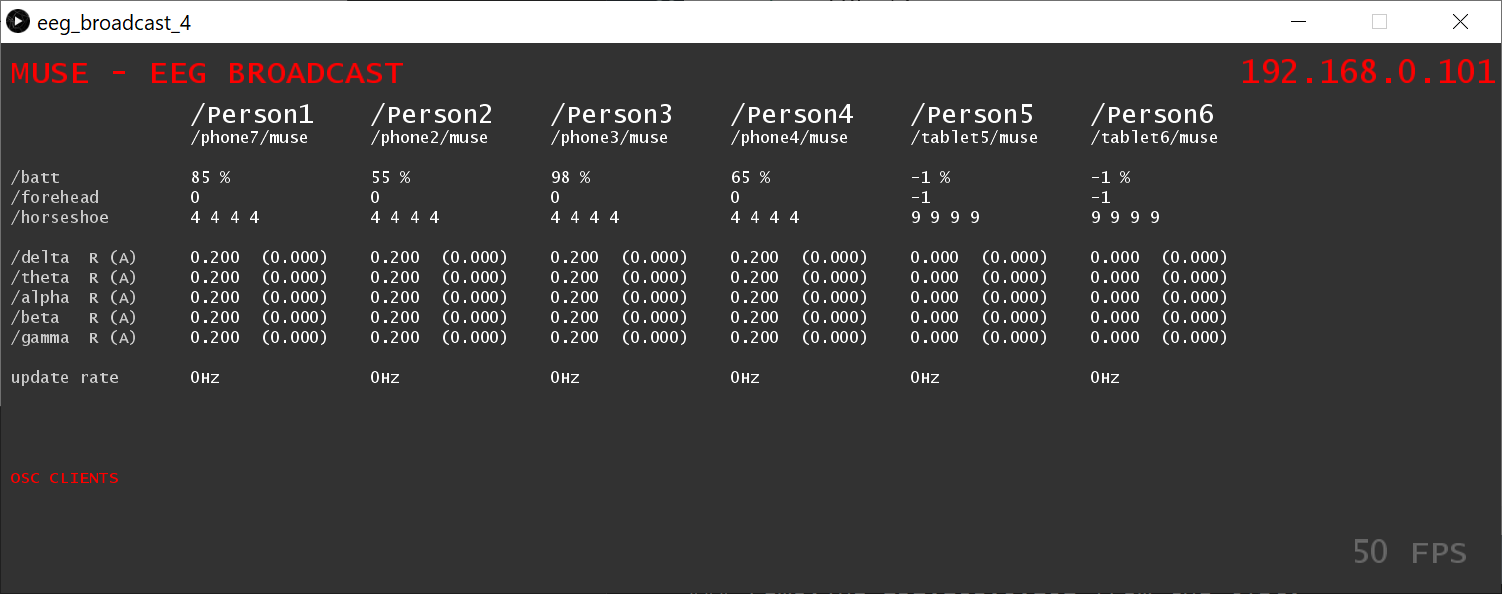 eeg_broadcast_4
MUSE - EEG BROADCAST 192.168.0.101
/Person1 /Person2 /Person3 /Person4 /Person5 /Person6
/phone7/muse /phone2/muse /phone3/muse /phone4/muse /tablet5/muse /tablet6/muse
/batt 85 % 55 % 98 % 65 % -1 % -1 %
/forehead 0 0 0 0 -1 -1
/horseshoe 4 4 4 4 4 4 4 4 4 4 4 4 4 4 4 4 9 9 9 9 9 9 9 9
/delta R (A) 0.200 (0.000) 0.200 (0.000) 0.200 (0.000) 0.200 (0.000) 0.000 (0.000) 0.000 (0.000)
/theta R (A) 0.200 (0.000) 0.200 (0.000) 0.200 (0.000) 0.200 (0.000) 0.000 (0.000) 0.000 (0.000)
/alpha R (A) 0.200 (0.000) 0.200 (0.000) 0.200 (0.000) 0.200 (0.000) 0.000 (0.000) 0.000 (0.000)
/beta R (A) 0.200 (0.000) 0.200 (0.000) 0.200 (0.000) 0.200 (0.000) 0.000 (0.000) 0.000 (0.000)
/gamma R (A) 0.200 (0.000) 0.200 (0.000) 0.200 (0.000) 0.200 (0.000) 0.000 (0.000) 0.000 (0.000)
update rate 0Hz 0Hz 0Hz 0Hz 0Hz 0Hz
OSC CLIENTS
50 FPS